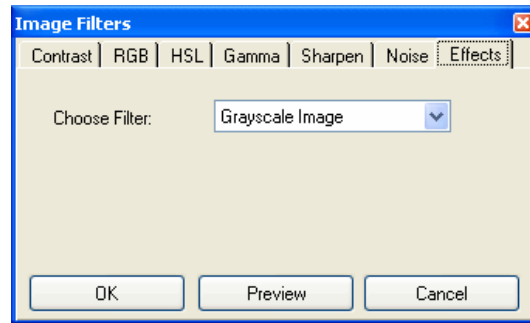 Image Filters
Contrast RGB HSL Gamma Sharpen Noise Effects
Choose Filter: Grayscale Image
OK Preview Cancel